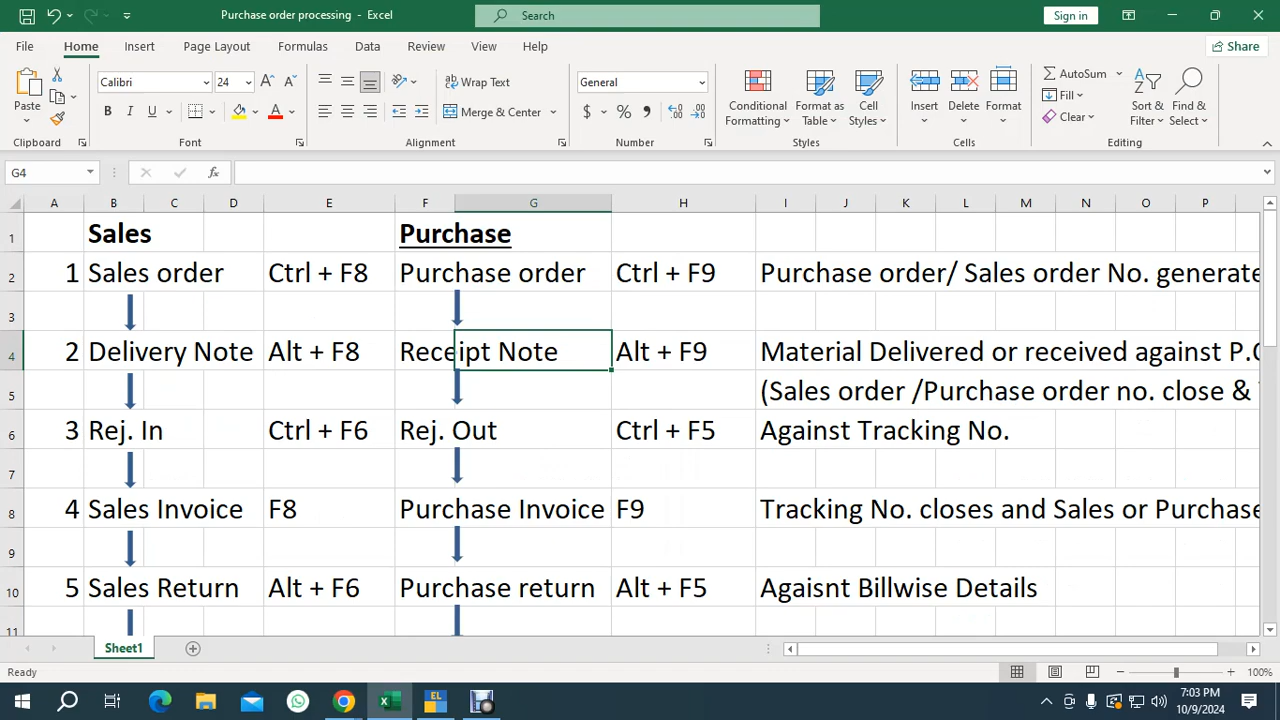 Purchase order processing - Excel
Search
Sign in
File Home Insert Page Layout Formulas Data Review View Help
Share
Paste
Calibri 24
Wrap Text
General
Merge & Center
Conditional Formatting
Format as Table
Cell Styles
Insert
Delete
Format
AutoSum
Fill
Clear
Sort & Filter
Find & Select
Clipboard Font Alignment Number Styles Cells Editing
G4
fx
A B C D E F G H I J K L M N O P
1 Sales Purchase
2 1 Sales order Ctrl + F8 Purchase order Ctrl + F9 Purchase order/ Sales order No. generate
3
4 2 Delivery Note Alt + F8 Receipt Note Alt + F9 Material Delivered or received against P.
5 (Sales order /Purchase order no. close &
6 3 Rej. In Ctrl + F6 Rej. Out Ctrl + F5 Against Tracking No.
7
8 4 Sales Invoice F8 Purchase Invoice F9 Tracking No. closes and Sales or Purchase
9
10 5 Sales Return Alt + F6 Purchase return Alt + F5 Agaisnt Billwise Details
11
Sheet1
Ready
100%
7:03 PM
10/9/2024